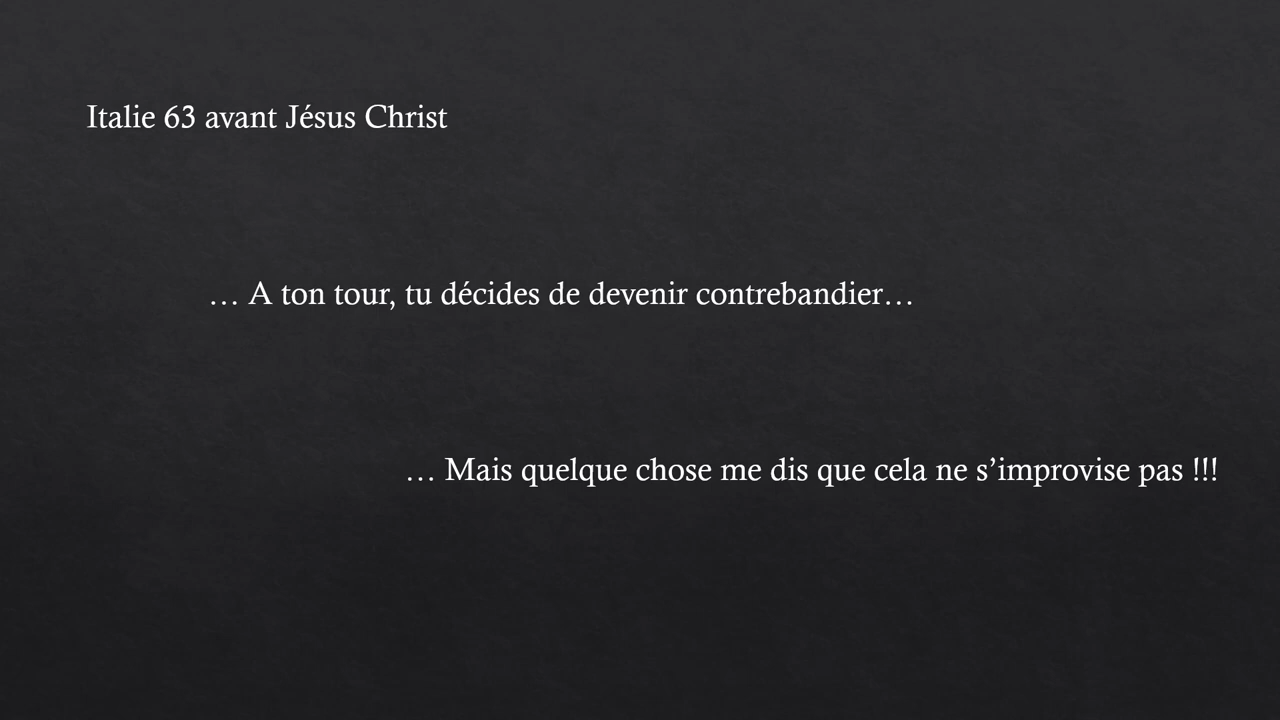 Italie 63 avant Jésus Christ
… A ton tour, tu décides de devenir contrebandier…
… Mais quelque chose me dis que cela ne s’improvise pas !!!